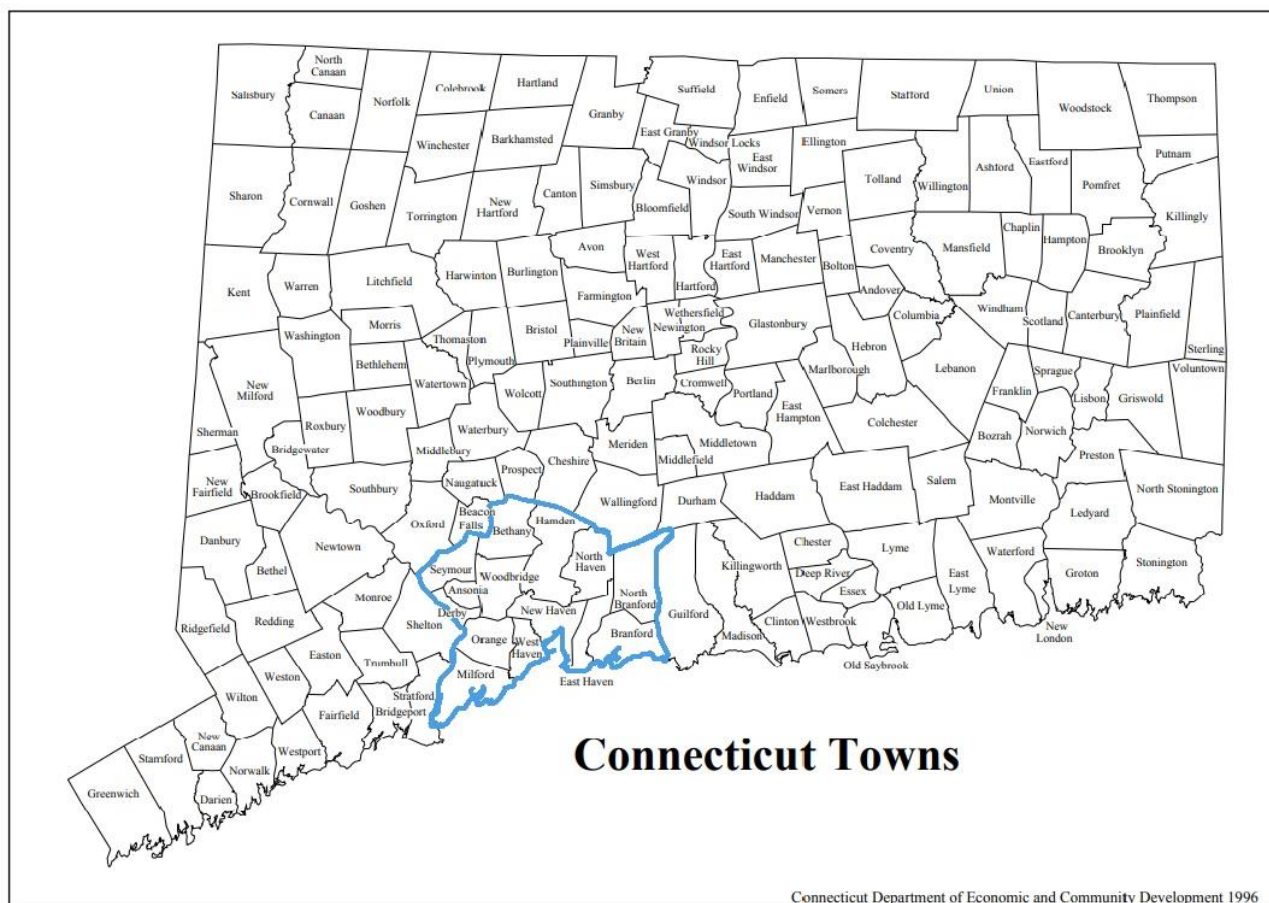 North
Canaan
Colebrook
Hartland
Suffield
Enfield
Somers
Stafford
Union
Woodstock
Thompson
Salisbury
Canaan
Norfolk
Granby
East Granby
Windsor Locks
Winchester
Barkhamsted
East
Windsor
Ellington
Putnam
Sharon
Cornwall
Goshen
Torrington
New
Hartford
Canton
Simsbury
Bloomfield
Windsor
South Windsor
Vernon
Tolland
Willington
Ashford
Eastford
Pomfret
Killingly
Kent
Warren
Litchfield
Harwinton
Burlington
Avon
West
Hartford
Hartford
East
Hartford
Manchester
Bolton
Coventry
Mansfield
Chaplin
Hampton
Brooklyn
Farmington
Andover
Washington
Morris
Thomaston
Plymouth
Bristol
Plainville
New
Britain
Newington
Wethersfield
Rocky
Hill
Glastonbury
Columbia
Windham
Scotland
Canterbury
Plainfield
Sterling
Bethlehem
Watertown
Wolcott
Southington
Berlin
Cromwell
Portland
Marlborough
Hebron
Lebanon
Franklin
Sprague
Lisbon
Griswold
Voluntown
New
Milford
Sherman
Roxbury
Woodbury
Bridgewater
Middlebury
Waterbury
Cheshire
Meriden
Middletown
Middlefield
East
Hampton
Colchester
Bozrah
Norwich
Preston
New
Fairfield
Brookfield
Southbury
Naugatuck
Prospect
Wallingford
Durham
Haddam
East Haddam
Salem
Montville
Ledyard
North Stonington
Danbury
Bethel
Newtown
Oxford
Beacon
Falls
Bethany
Hamden
North
Haven
Killingworth
Chester
Deep River
Essex
Lyme
East
Lyme
Waterford
Groton
Stonington
Seymour
Ansonia
Woodbridge
Derby
New Haven
North
Branford
Branford
Guilford
Madison
Clinton
Westbrook
Old Lyme
Old Saybrook
New
London
Ridgefield
Redding
Monroe
Shelton
Orange
West
Haven
East Haven
Milford
Easton
Trumbull
Stratford
Bridgeport
Wilton
Weston
Fairfield
New
Canaan
Norwalk
Westport
Greenwich
Stamford
Darien
Connecticut Towns
Connecticut Department of Economic and Community Development 1996